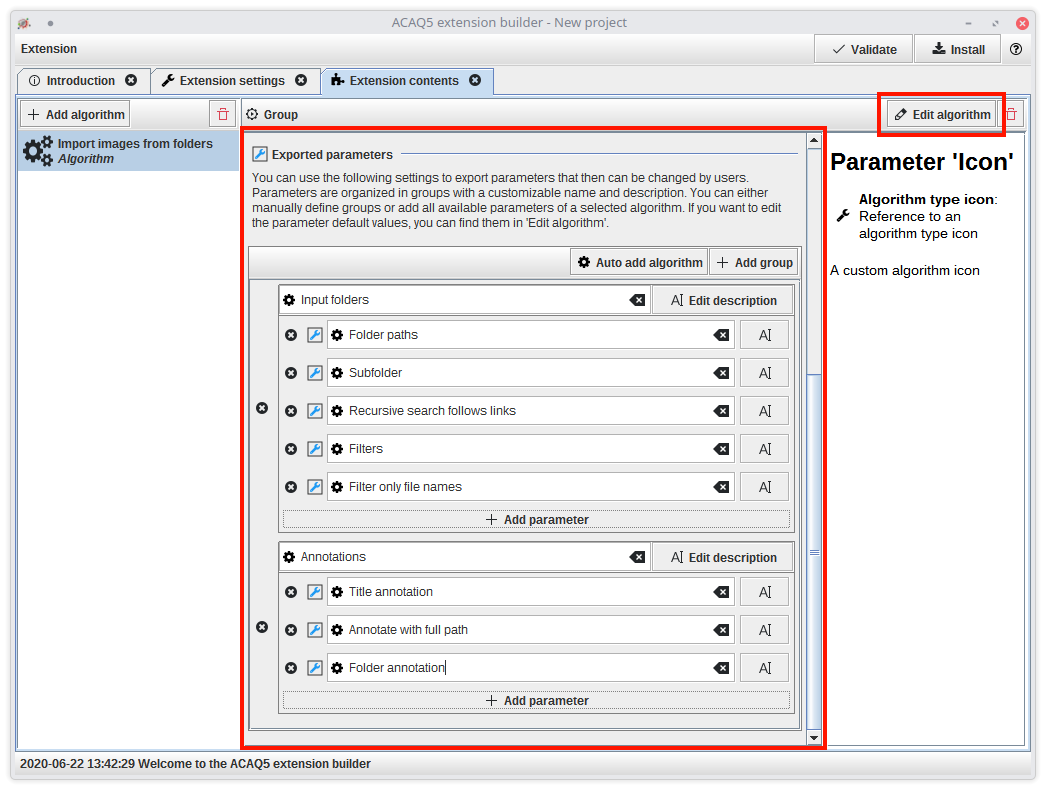 ACAQ5 extension builder - New project
Extension
Validate
Install
Introduction
Extension settings
Extension contents
Add algorithm
Group
Edit algorithm
Import images from folders
Algorithm
Exported parameters
You can use the following settings to export parameters that then can be changed by users.
Parameters are organized in groups with a customizable name and description. You can either
manually define groups or add all available parameters of a selected algorithm. If you want to edit
the parameter default values, you can find them in 'Edit algorithm'.
Auto add algorithm
Add group
Input folders
Edit description
Folder paths
Subfolder
Recursive search follows links
Filters
Filter only file names
Add parameter
Annotations
Edit description
Title annotation
Annotate with full path
Folder annotation
Add parameter
Parameter 'Icon'
Algorithm type icon:
Reference to an
algorithm type icon
A custom algorithm icon
2020-06-22 13:42:29 Welcome to the ACAQ5 extension builder